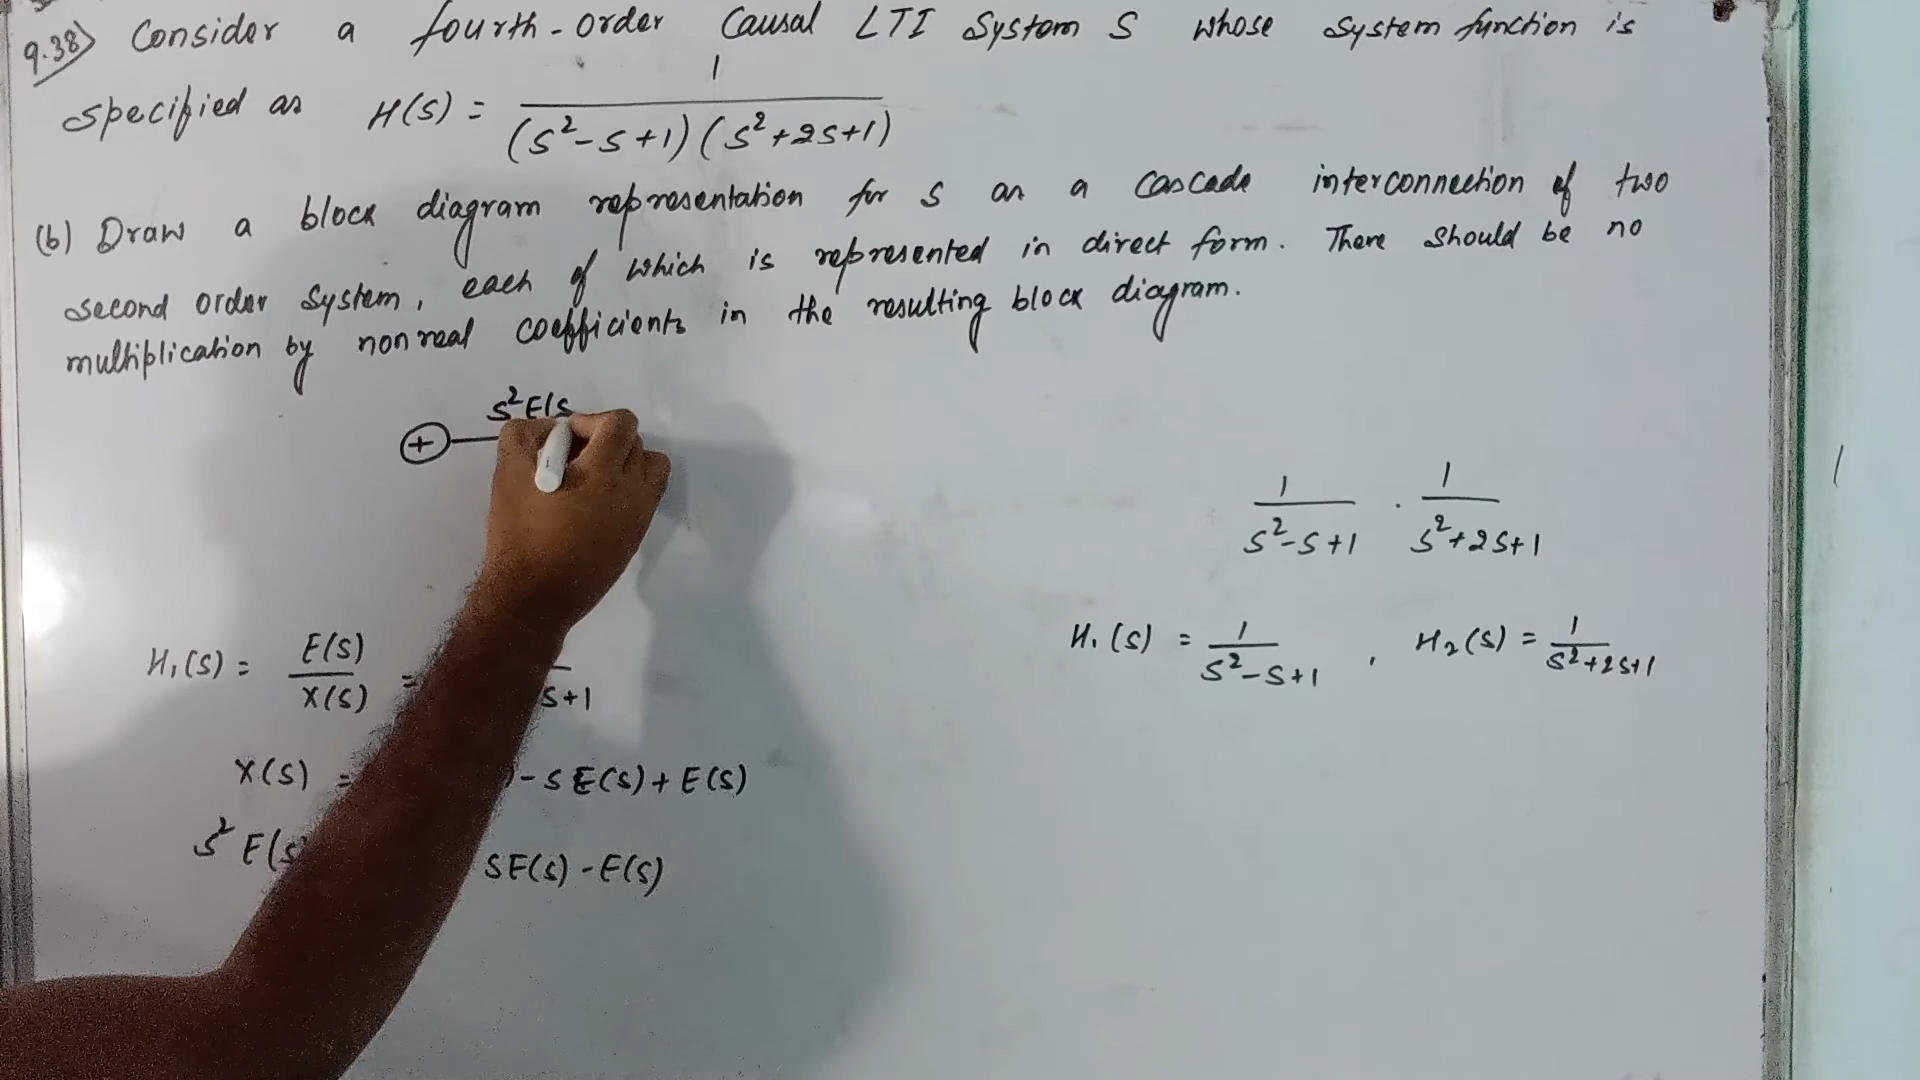 9.38) Consider a fourth-order Causal LTI System S whose system function is
specified as H(s) = 1 / (s²-s+1)(s²+2s+1)
(b) Draw a block diagram representation for S as a cascade interconnection of two
second order system, each of which is represented in direct form. There should be no
multiplication by nonreal coefficients in the resulting block diagram.
+ s²E(s
1 / s²-s+1 . 1 / s²+2s+1
H₁(s) = 1 / s²-s+1 , H₂(s) = 1 / s²+2s+1
H₁(s) = E(s) / X(s) = s+1
X(s) = ) - sE(s) + E(s)
s²E(s) sE(s) - E(s)